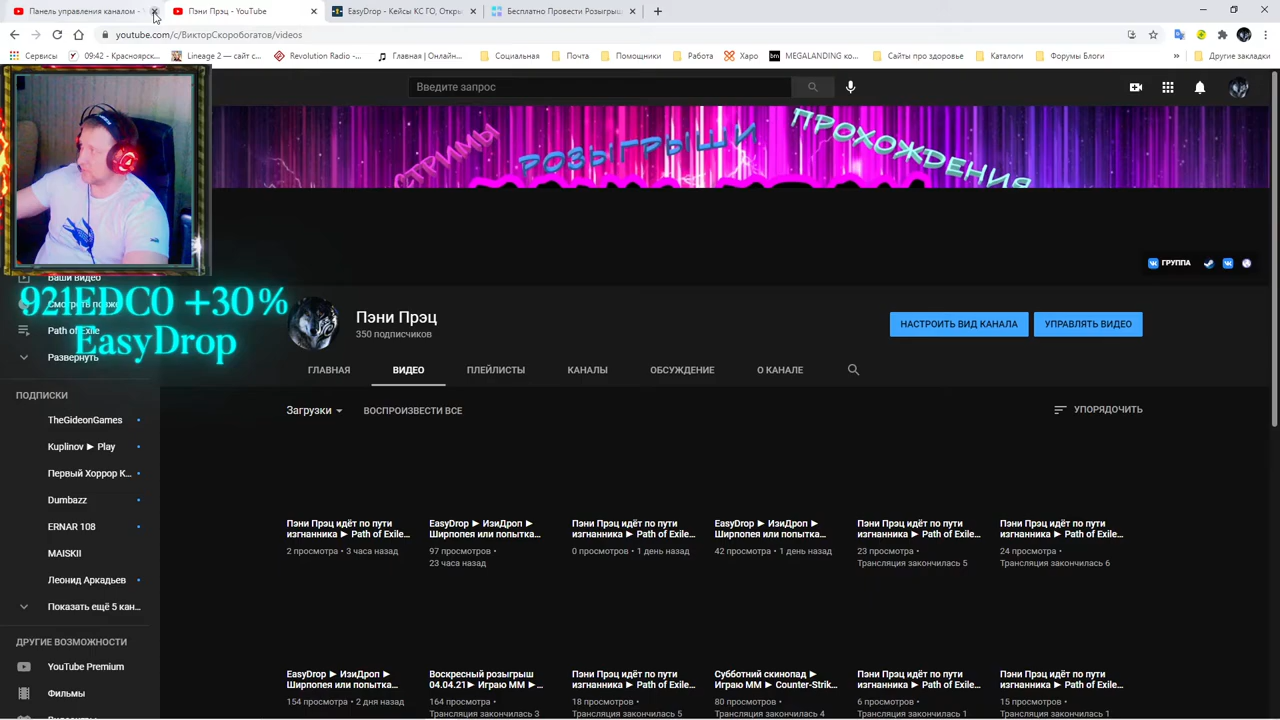 Панель управления каналом -
Пэни Прэц - YouTube
EasyDrop - Кейсы КС ГО, Откры
Бесплатно Провести Розыгрыш
youtube.com/c/ВикторСкоробогатов/videos
Сервисы
09:42 - Красноярск...
Lineage 2 — сайт с...
Revolution Radio -...
Главная | Онлайн...
Социальная
Почта
Помощники
Работа
Харо
MEGALANDING ко...
Сайты про здоровье
Каталоги
Форумы Блоги
»
Другие закладки
Введите запрос
СТРИМЫ
РОЗЫГРЫШИ
ПРОХОЖДЕНИЯ
ГРУППА
Ваши видео
Смотреть позже
921EDC0 +30%
EasyDrop
Path of Exile
Развернуть
Пэни Прэц
350 подписчиков
НАСТРОИТЬ ВИД КАНАЛА
УПРАВЛЯТЬ ВИДЕО
ГЛАВНАЯ
ВИДЕО
ПЛЕЙЛИСТЫ
КАНАЛЫ
ОБСУЖДЕНИЕ
О КАНАЛЕ
ПОДПИСКИ
TheGideonGames
Kuplinov ► Play
Первый Хоррор К...
Dumbazz
ERNAR 108
MAISKII
Леонид Аркадьев
Показать ещё 5 кан...
ДРУГИЕ ВОЗМОЖНОСТИ
YouTube Premium
Фильмы
Загрузки
ВОСПРОИЗВЕСТИ ВСЕ
УПОРЯДОЧИТЬ
Пэни Прэц идёт по пути
изгнанника ► Path of Exile...
2 просмотра • 3 часа назад
EasyDrop ► ИзиДроп ►
Ширпопея или попытка...
97 просмотров •
23 часа назад
Пэни Прэц идёт по пути
изгнанника ► Path of Exile...
0 просмотров • 1 день назад
EasyDrop ► ИзиДроп ►
Ширпопея или попытка...
42 просмотра • 1 день назад
Пэни Прэц идёт по пути
изгнанника ► Path of Exile...
23 просмотра •
Трансляция закончилась 5
Пэни Прэц идёт по пути
изгнанника ► Path of Exile...
24 просмотра •
Трансляция закончилась 6
EasyDrop ► ИзиДроп ►
Ширпопея или попытка...
154 просмотра • 2 дня назад
Воскресный розыгрыш
04.04.21► Играю ММ ►...
164 просмотра •
Трансляция закончилась 3
Пэни Прэц идёт по пути
изгнанника ► Path of Exile...
18 просмотров •
Трансляция закончилась 5
Субботний скинопад ►
Играю ММ ► Counter-Strik...
80 просмотров •
Трансляция закончилась 4
Пэни Прэц идёт по пути
изгнанника ► Path of Exile...
6 просмотров •
Трансляция закончилась 1
Пэни Прэц идёт по пути
изгнанника ► Path of Exile...
15 просмотров •
Трансляция закончилась 1